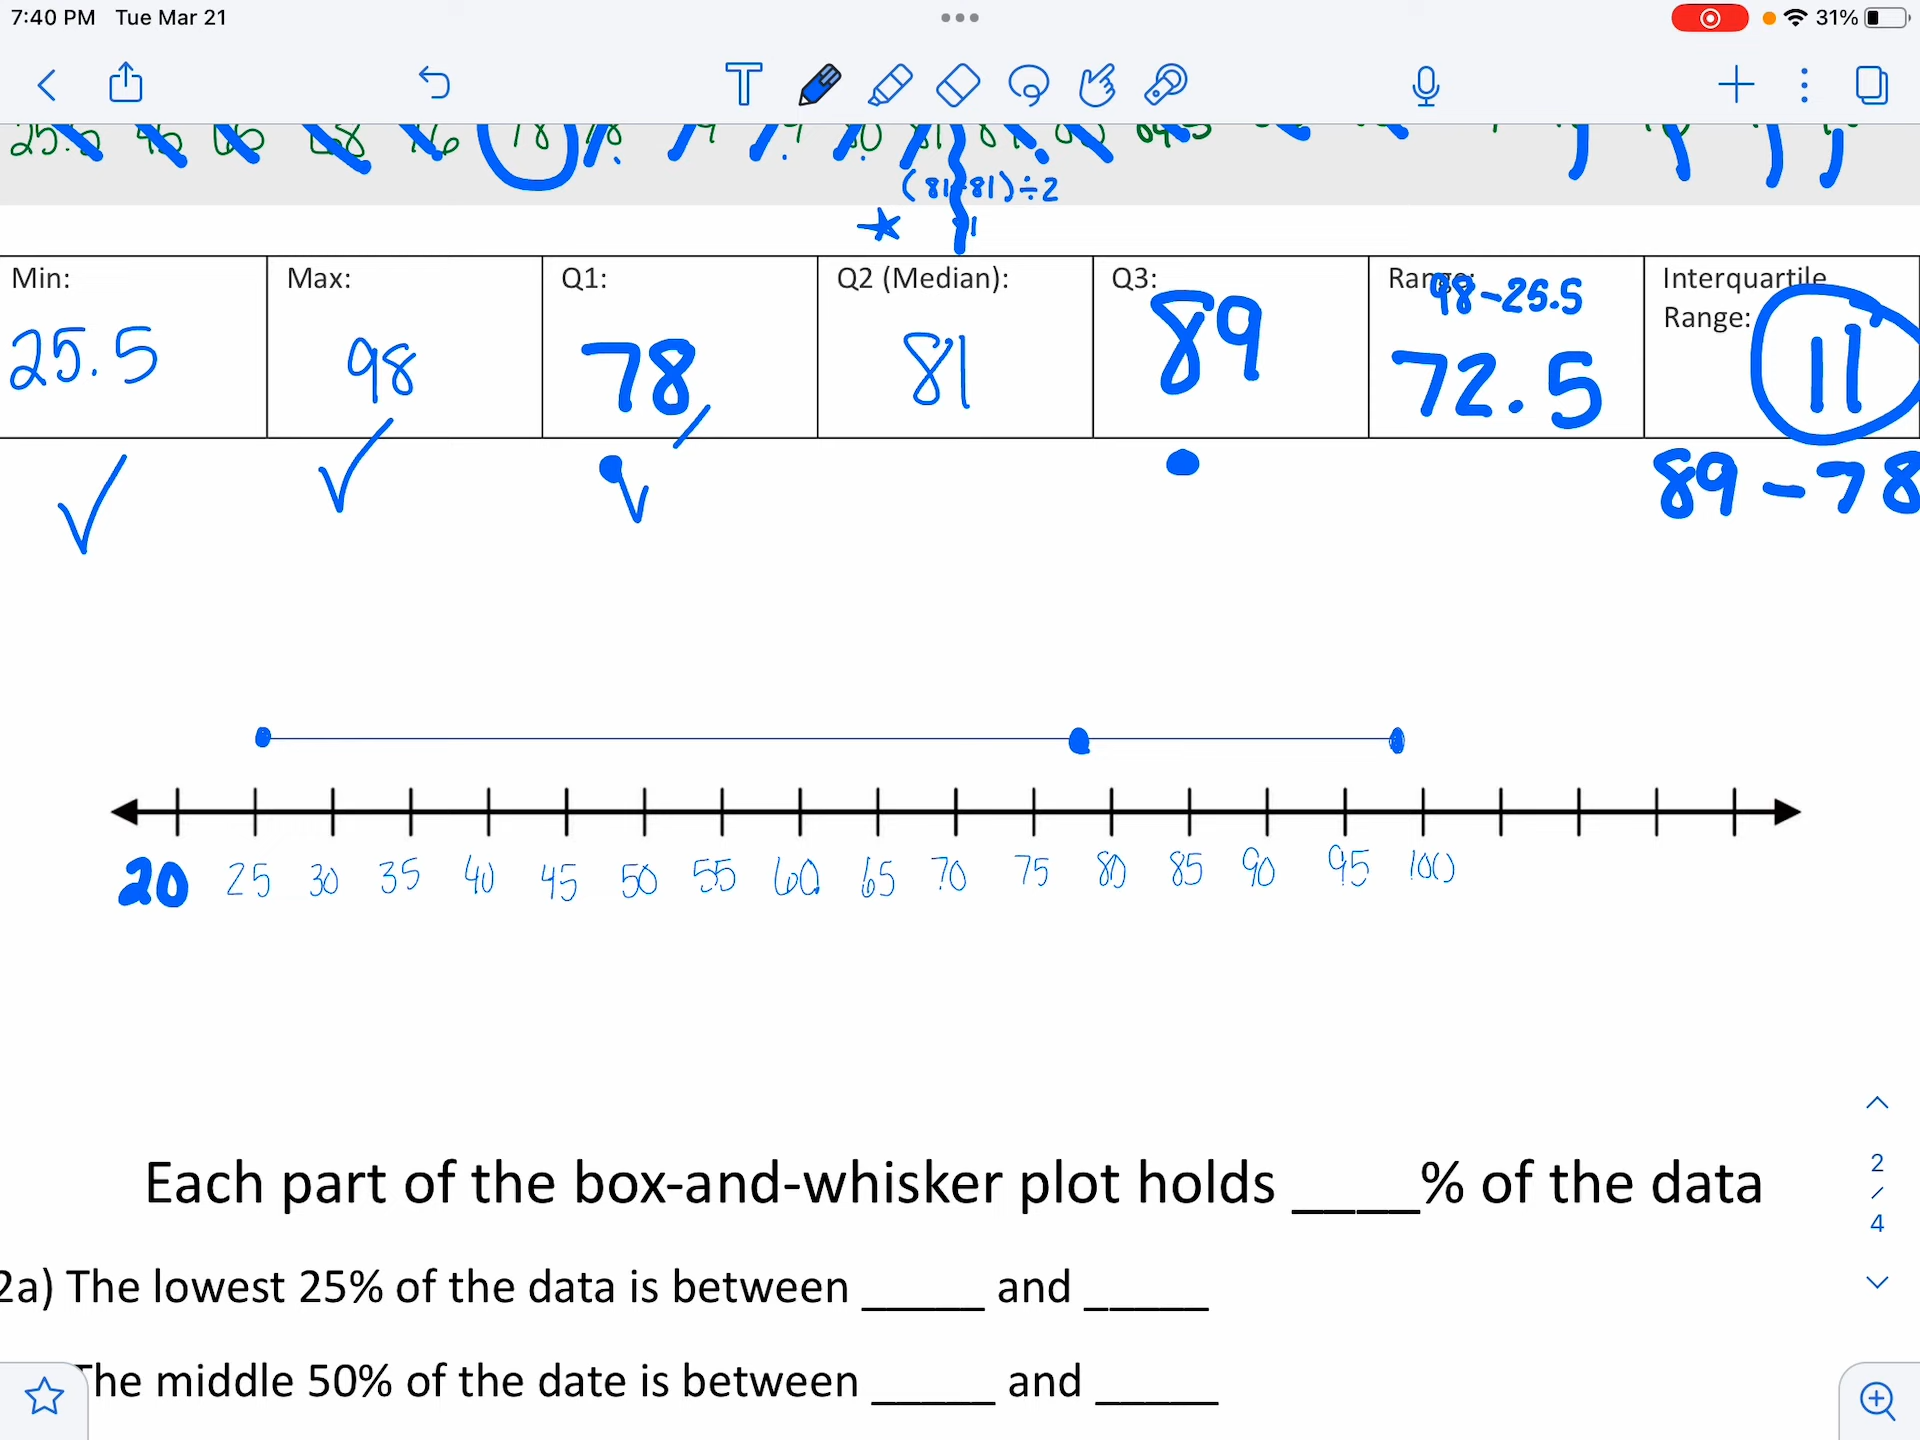 7:40 PM Tue Mar 21
31%
25.5
(81+81)÷2
Min: Max: Q1: Q2 (Median): Q3: Range: Interquartile Range:
98-25.5
25.5 98 78 81 89 72.5 11
89-78
20 25 30 35 40 45 50 55 60 65 70 75 80 85 90 95 100
Each part of the box-and-whisker plot holds ____% of the data
2a) The lowest 25% of the data is between _____ and _____
The middle 50% of the date is between _____ and _____
2
/
4